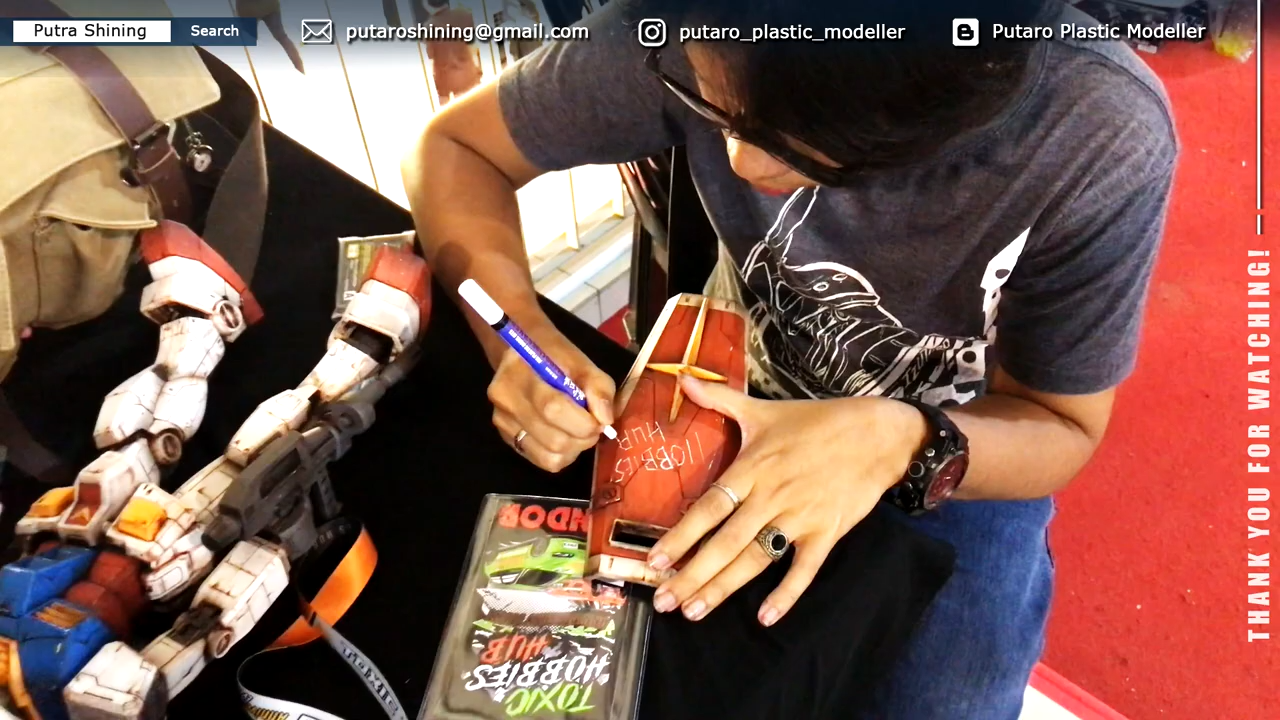 Putra Shining
Search
putaroshining@gmail.com
putaro_plastic_modeller
Putaro Plastic Modeller
THANK YOU FOR WATCHING!
HOBBIES
HUB
TOXIC
HOBBIES
HUB